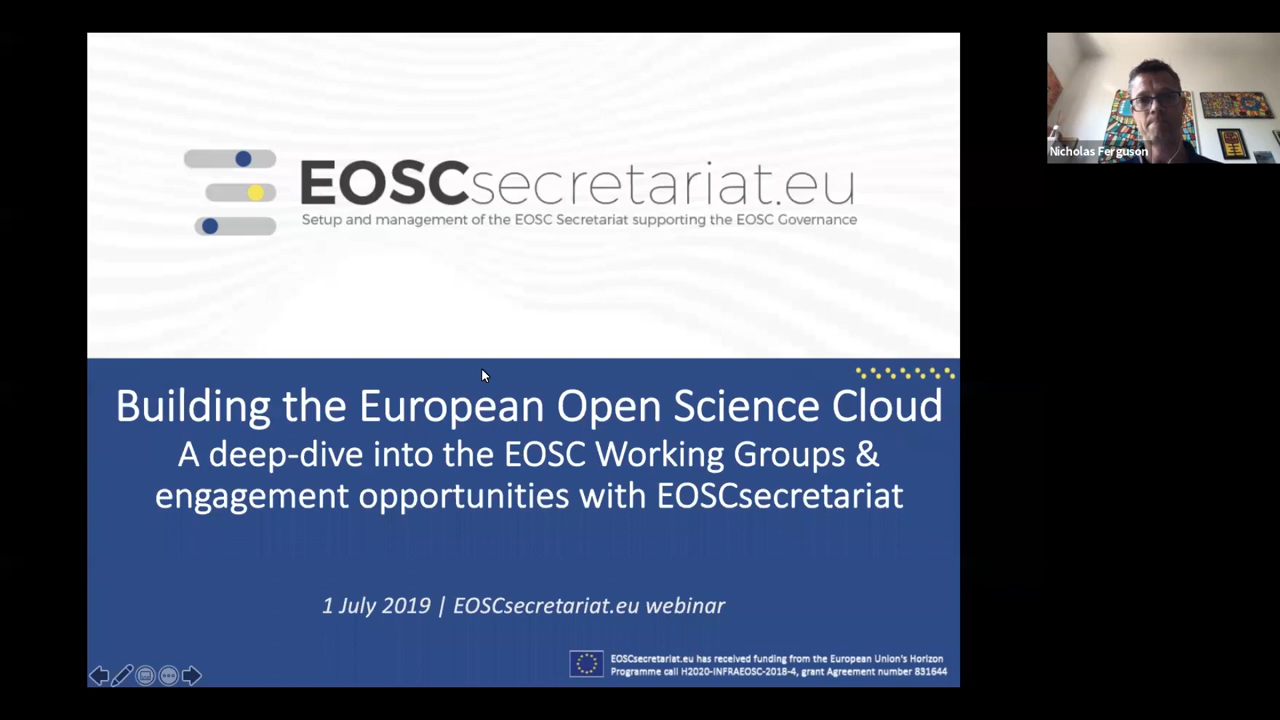 EOSCsecretariat.eu
Setup and management of the EOSC Secretariat supporting the EOSC Governance
Nicholas Ferguson
Building the European Open Science Cloud
A deep-dive into the EOSC Working Groups &
engagement opportunities with EOSCsecretariat
1 July 2019 | EOSCsecretariat.eu webinar
EOSCsecretariat.eu has received funding from the European Union's Horizon
Programme call H2020-INFRAEOSC-2018-4, grant Agreement number 831644